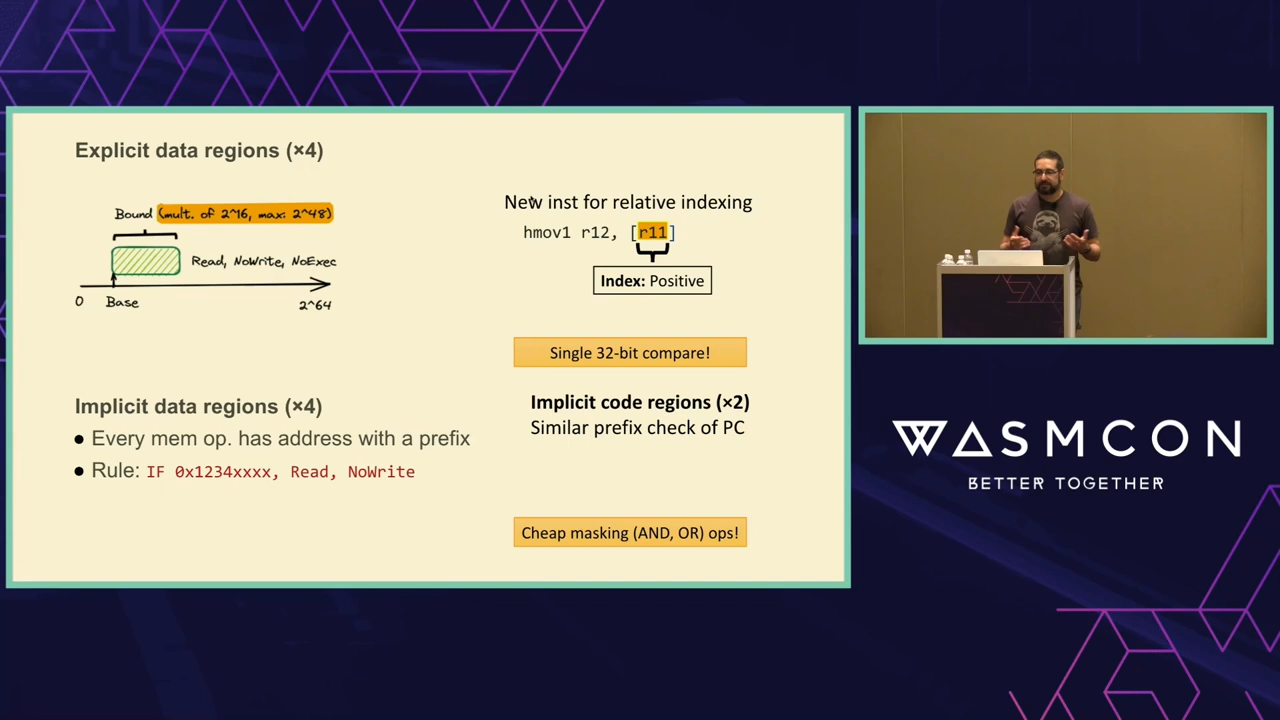 Explicit data regions (×4)
Bound (mult. of 2^16, max: 2^48)
Read, NoWrite, NoExec
0 Base 2^64
New inst for relative indexing
hmov1 r12, [r11]
Index: Positive
Single 32-bit compare!
Implicit data regions (×4)
● Every mem op. has address with a prefix
● Rule: IF 0x1234xxxx, Read, NoWrite
Implicit code regions (×2)
Similar prefix check of PC
Cheap masking (AND, OR) ops!
WASMCON
BETTER TOGETHER